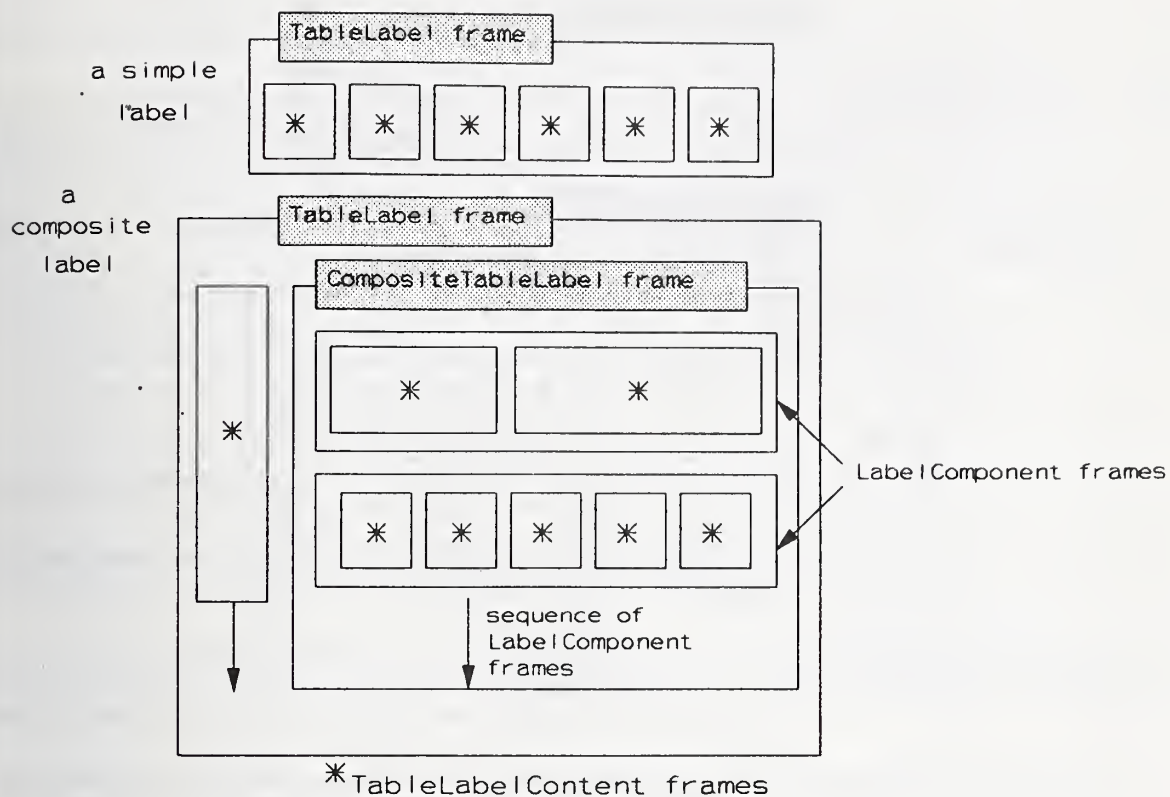 TableLabel frame
a simple
label
* * * * * *
a
composite
label
TableLabel frame
CompositeTableLabel frame
* *
*
LabelComponent frames
* * * * *
sequence of
LabelComponent
frames
* TableLabelContent frames